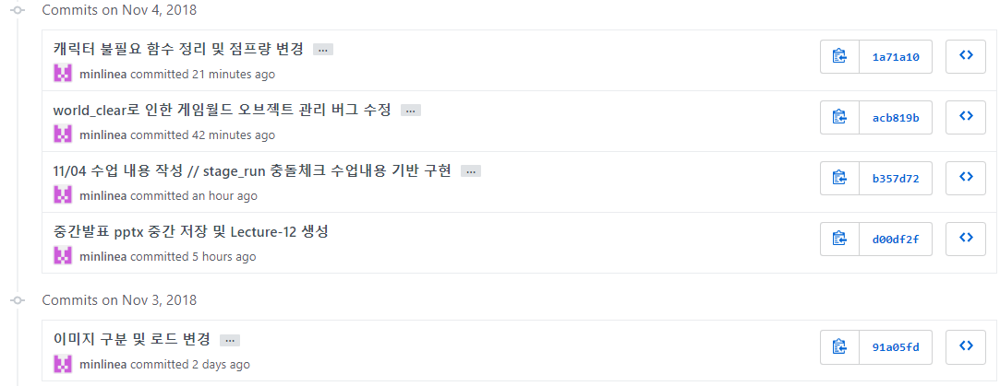 Commits on Nov 4, 2018
캐릭터 불필요 함수 정리 및 점프량 변경 …
minlinea committed 21 minutes ago
1a71a10
world_clear로 인한 게임월드 오브젝트 관리 버그 수정 …
minlinea committed 42 minutes ago
acb819b
11/04 수업 내용 작성 // stage_run 충돌체크 수업내용 기반 구현 …
minlinea committed an hour ago
b357d72
중간발표 pptx 중간 저장 및 Lecture-12 생성
minlinea committed 5 hours ago
d00df2f
Commits on Nov 3, 2018
이미지 구분 및 로드 변경 …
minlinea committed 2 days ago
91a05fd